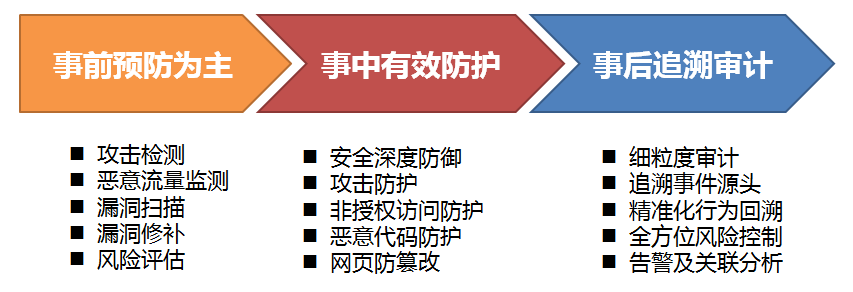 事前预防为主
事中有效防护
事后追溯审计
■ 攻击检测
■ 恶意流量监测
■ 漏洞扫描
■ 漏洞修补
■ 风险评估
■ 安全深度防御
■ 攻击防护
■ 非授权访问防护
■ 恶意代码防护
■ 网页防篡改
■ 细粒度审计
■ 追溯事件源头
■ 精准化行为回溯
■ 全方位风险控制
■ 告警及关联分析